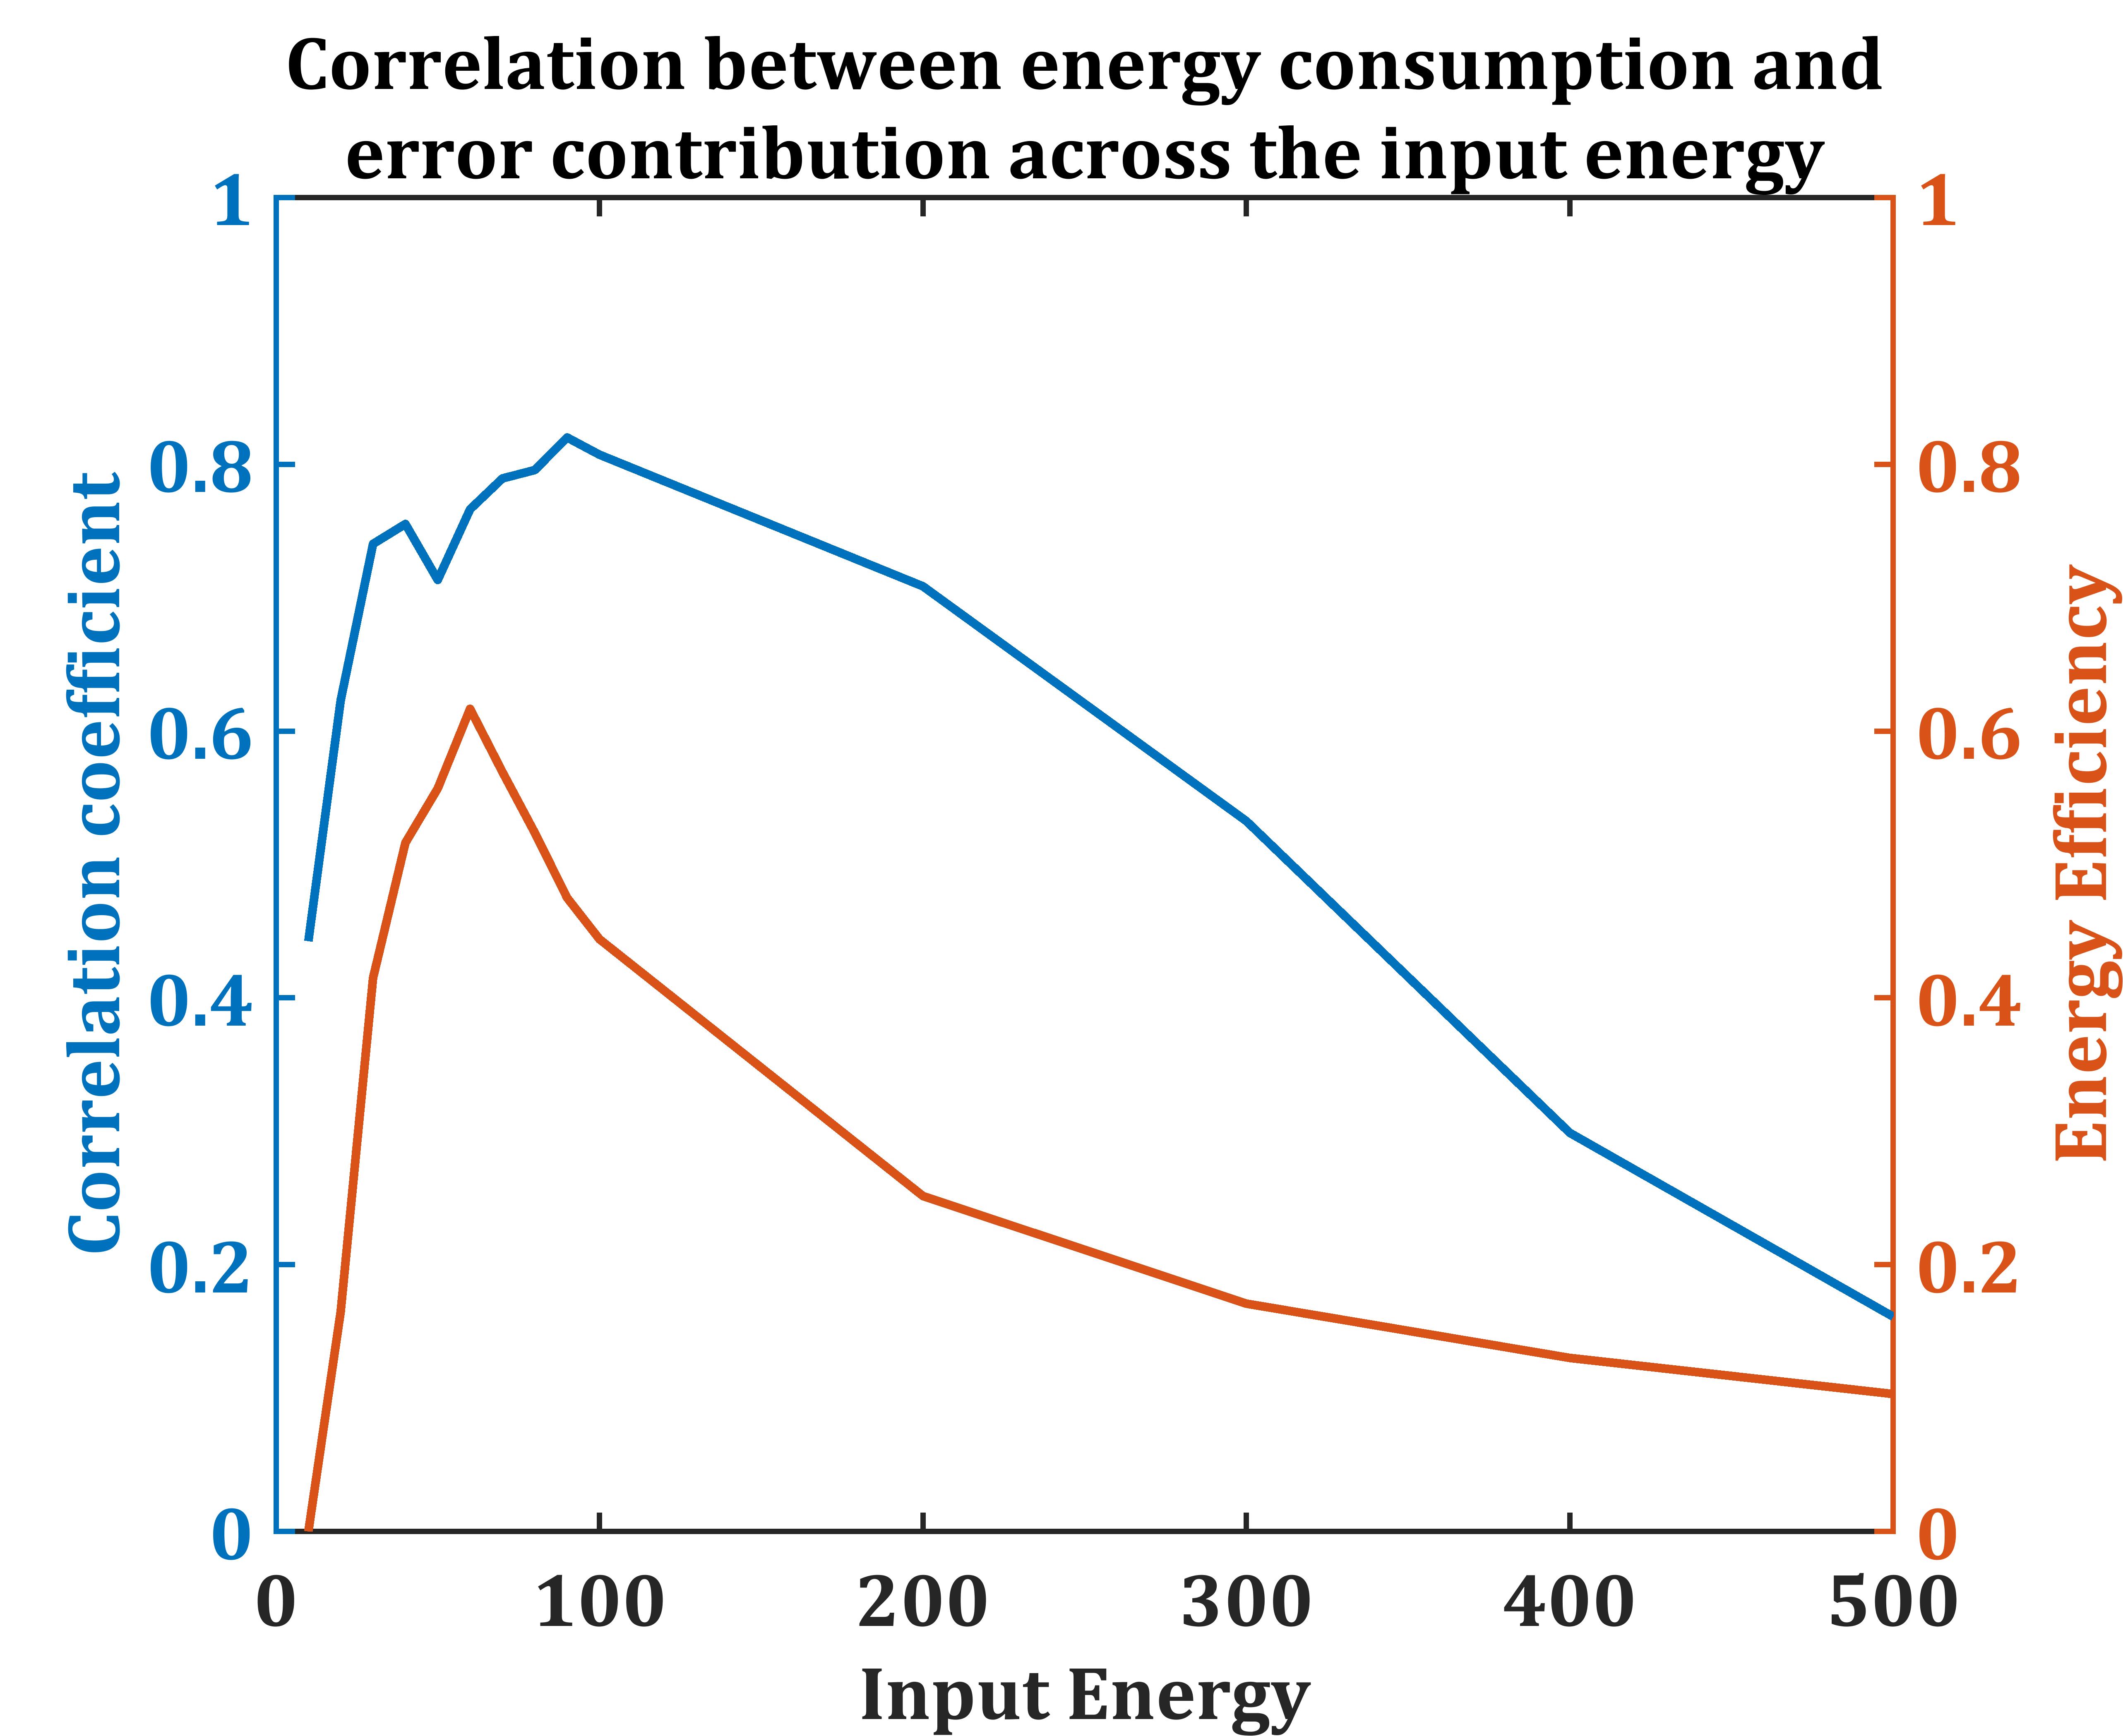 Correlation between energy consumption and
error contribution across the input energy
1
0.8
0.6
0.4
0.2
0
Correlation coefficient
1
0.8
0.6
0.4
0.2
0
Energy Efficiency
0 100 200 300 400 500
Input Energy